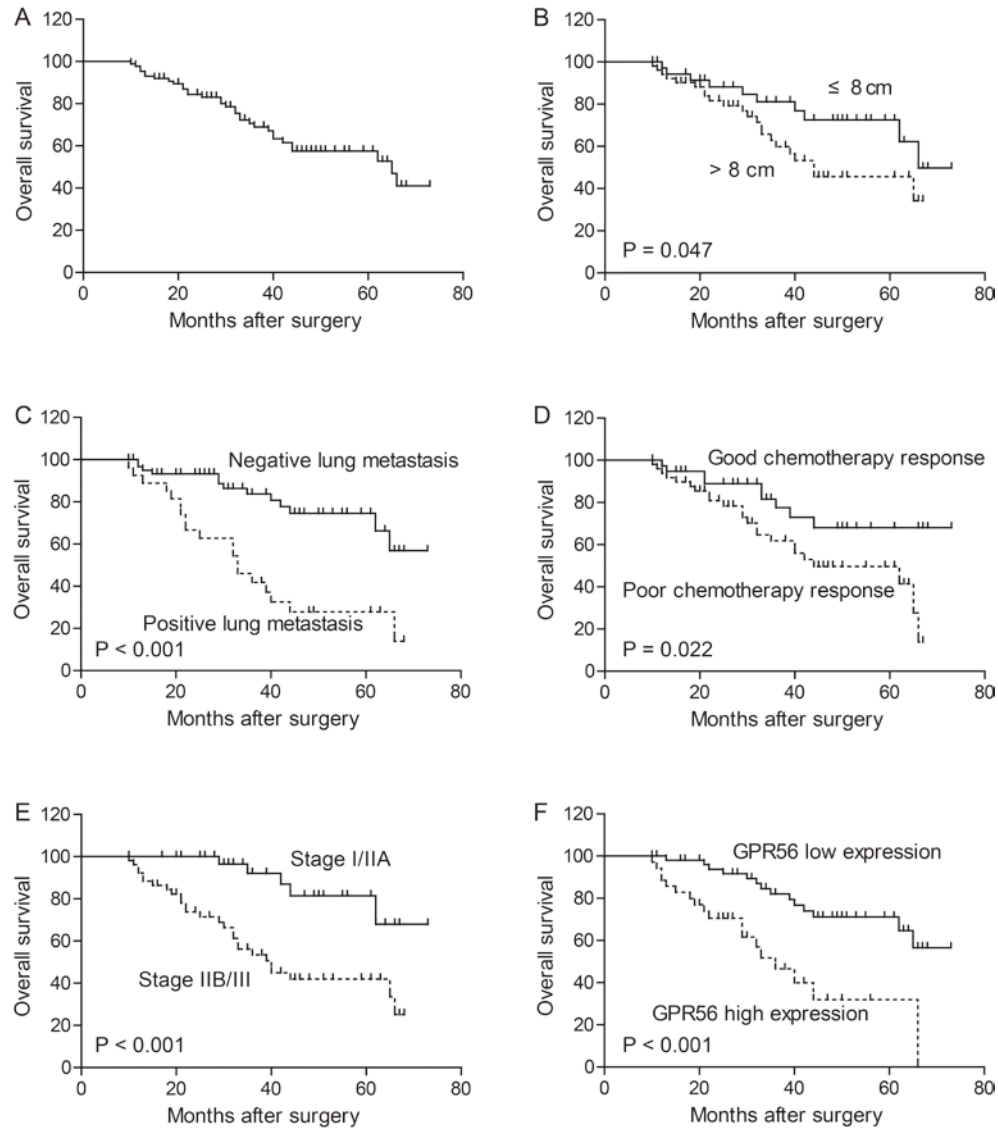 A
120
100
80
60
40
20
0
Overall survival
0 20 40 60 80
Months after surgery
B
120
100
80
60
40
20
0
Overall survival
≤ 8 cm
> 8 cm
P = 0.047
0 20 40 60 80
Months after surgery
C
120
100
80
60
40
20
0
Overall survival
Negative lung metastasis
Positive lung metastasis
P < 0.001
0 20 40 60 80
Months after surgery
D
120
100
80
60
40
20
0
Overall survival
Good chemotherapy response
Poor chemotherapy response
P = 0.022
0 20 40 60 80
Months after surgery
E
120
100
80
60
40
20
0
Overall survival
Stage I/IIA
Stage IIB/III
P < 0.001
0 20 40 60 80
Months after surgery
F
120
100
80
60
40
20
0
Overall survival
GPR56 low expression
GPR56 high expression
P < 0.001
0 20 40 60 80
Months after surgery